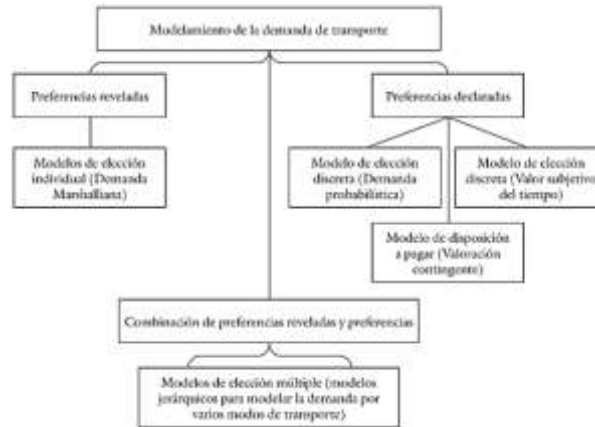 Modelamiento de la demanda de transporte
Preferencias reveladas
Preferencias declaradas
Modelos de elección
individual (Demanda
Marshalliana)
Modelo de elección
discreta (Demanda
probabilística)
Modelo de elección
discreta (Valor subjetivo
del tiempo)
Modelo de disposición
a pagar (Valoración
contingente)
Combinación de preferencias reveladas y preferencias
Modelos de elección múltiple (modelos
jerárquicos para modelar la demanda por
varios modos de transporte)